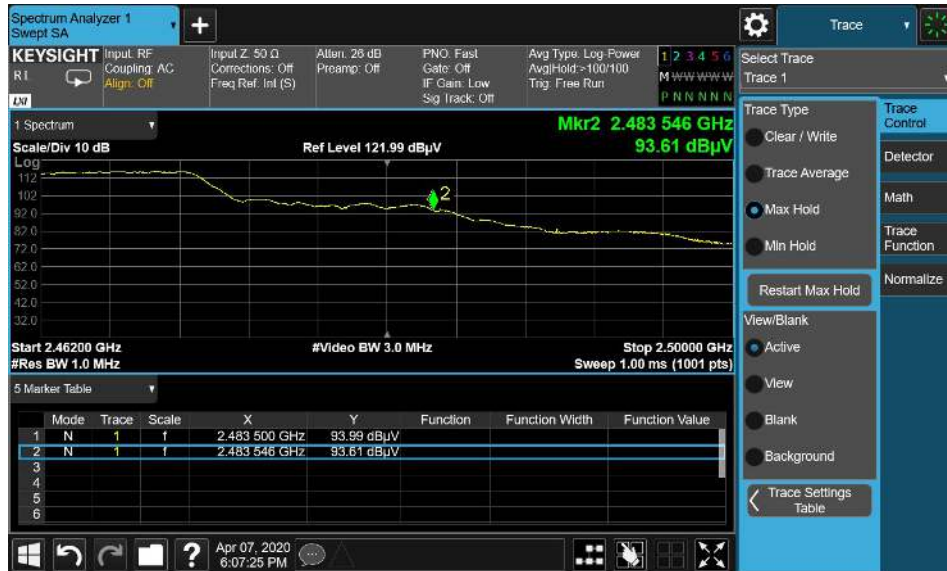 Spectrum Analyzer 1
Swept SA
+
Trace
KEYSIGHT
RL
LXI
Input: RF
Coupling: AC
Align: Off
Input Z: 50 Ω
Corrections: Off
Freq Ref: Int (S)
Atten: 26 dB
Preamp: Off
PNO: Fast
Gate: Off
IF Gain: Low
Sig Track: Off
Avg Type: Log-Power
Avg|Hold:>100/100
Trig: Free Run
1 2 3 4 5 6
M W W W W W
P N N N N N
Select Trace
Trace 1
1 Spectrum
Mkr2 2.483 546 GHz
Scale/Div 10 dB
Ref Level 121.99 dBµV
93.61 dBµV
Log
112
102
92.0
82.0
72.0
62.0
52.0
42.0
32.0
2
Start 2.46200 GHz
#Video BW 3.0 MHz
Stop 2.50000 GHz
#Res BW 1.0 MHz
Sweep 1.00 ms (1001 pts)
5 Marker Table
Mode Trace Scale X Y Function Function Width Function Value
1 N 1 f 2.483 500 GHz 93.99 dBµV
2 N 1 f 2.483 546 GHz 93.61 dBµV
3
4
5
6
Trace Type
Clear / Write
Trace Average
Max Hold
Min Hold
Restart Max Hold
View/Blank
Active
View
Blank
Background
Trace Settings
Table
Trace
Control
Detector
Math
Trace
Function
Normalize
?
Apr 07, 2020
6:07:25 PM